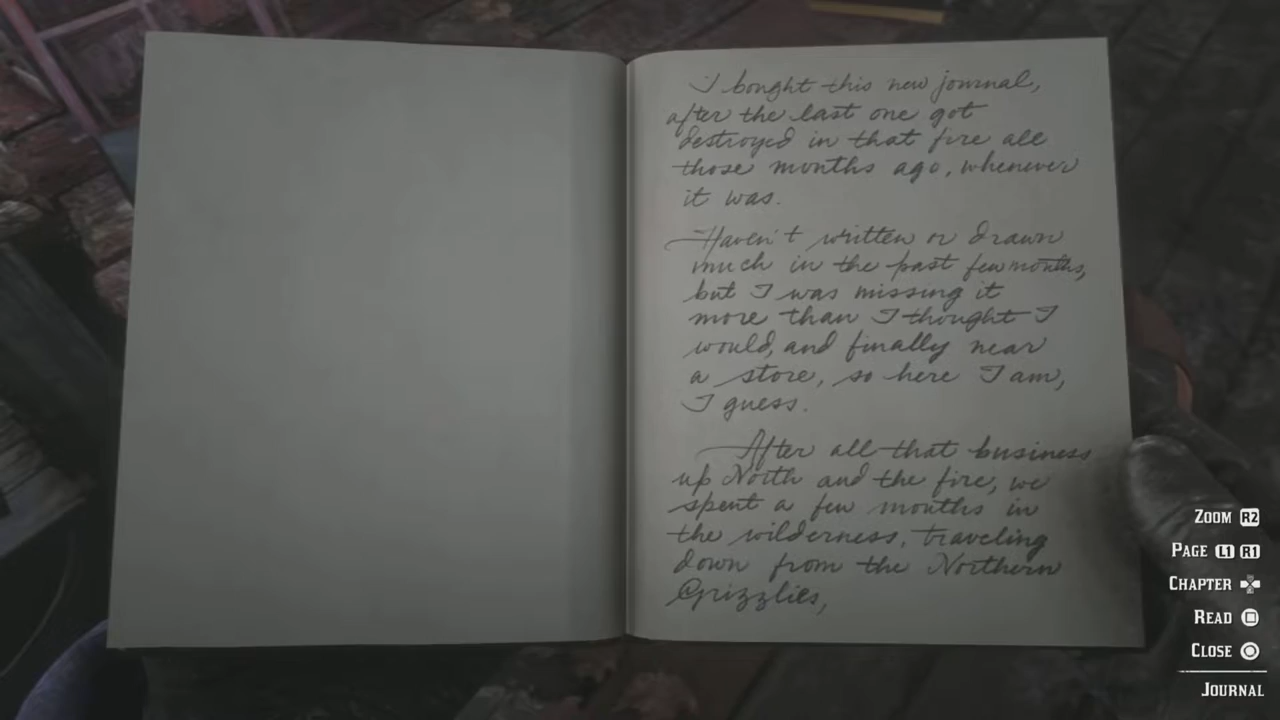 I bought this new journal,
after the last one got
destroyed in that fire all
those months ago, whenever
it was.
Haven't written or drawn
much in the past few months,
but I was missing it
more than I thought I
would, and finally near
a store, so here I am,
I guess.
After all that business
up North and the fire, we
spent a few months in
the wilderness, traveling
down from the Northern
Grizzlies,
ZOOM R2
PAGE L1 R1
CHAPTER
READ
CLOSE
JOURNAL